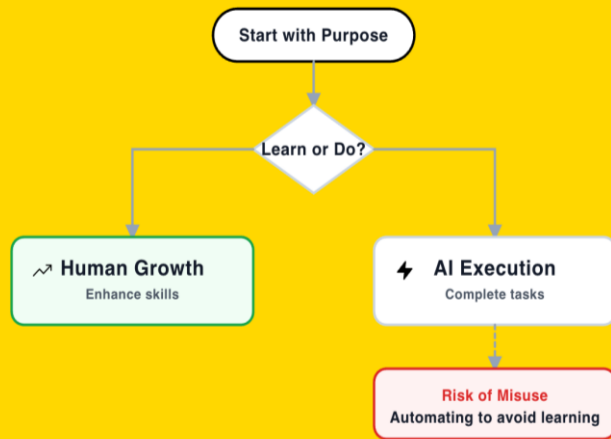 Start with Purpose
Learn or Do?
Human Growth
Enhance skills
AI Execution
Complete tasks
Risk of Misuse
Automating to avoid learning